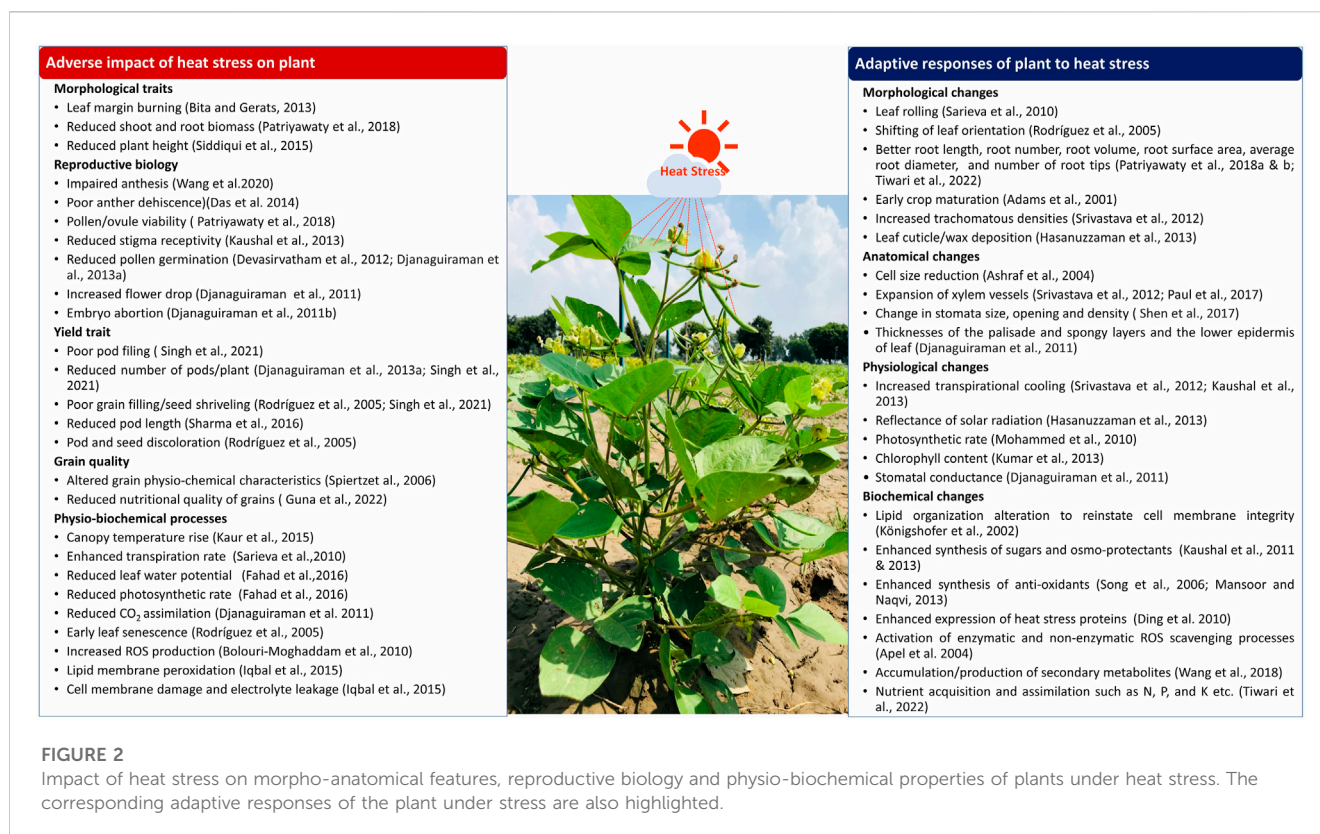 Adverse impact of heat stress on plant
Morphological traits
• Leaf margin burning (Bita and Gerats, 2013)
• Reduced shoot and root biomass (Patriyawaty et al., 2018)
• Reduced plant height (Siddiqui et al., 2015)
Reproductive biology
• Impaired anthesis (Wang et al.2020)
• Poor anther dehiscence)(Das et al. 2014)
• Pollen/ovule viability ( Patriyawaty et al., 2018)
• Reduced stigma receptivity (Kaushal et al., 2013)
• Reduced pollen germination (Devasirvatham et al., 2012; Djanaguiraman et
al., 2013a)
• Increased flower drop (Djanaguiraman et al., 2011)
• Embryo abortion (Djanaguiraman et al., 2011b)
Yield trait
• Poor pod filing ( Singh et al., 2021)
• Reduced number of pods/plant (Djanaguiraman et al., 2013a; Singh et al.,
2021)
• Poor grain filling/seed shriveling (Rodríguez et al., 2005; Singh et al., 2021)
• Reduced pod length (Sharma et al., 2016)
• Pod and seed discoloration (Rodríguez et al., 2005)
Grain quality
• Altered grain physio-chemical characteristics (Spiertzet al., 2006)
• Reduced nutritional quality of grains ( Guna et al., 2022)
Physio-biochemical processes
• Canopy temperature rise (Kaur et al., 2015)
• Enhanced transpiration rate (Sarieva et al.,2010)
• Reduced leaf water potential (Fahad et al.,2016)
• Reduced photosynthetic rate (Fahad et al., 2016)
• Reduced CO₂ assimilation (Djanaguiraman et al. 2011)
• Early leaf senescence (Rodríguez et al., 2005)
• Increased ROS production (Bolouri-Moghaddam et al., 2010)
• Lipid membrane peroxidation (Iqbal et al., 2015)
• Cell membrane damage and electrolyte leakage (Iqbal et al., 2015)
Heat Stress
Adaptive responses of plant to heat stress
Morphological changes
• Leaf rolling (Sarieva et al., 2010)
• Shifting of leaf orientation (Rodríguez et al., 2005)
• Better root length, root number, root volume, root surface area, average
root diameter, and number of root tips (Patriyawaty et al., 2018a & b;
Tiwari et al., 2022)
• Early crop maturation (Adams et al., 2001)
• Increased trachomatous densities (Srivastava et al., 2012)
• Leaf cuticle/wax deposition (Hasanuzzaman et al., 2013)
Anatomical changes
• Cell size reduction (Ashraf et al., 2004)
• Expansion of xylem vessels (Srivastava et al., 2012; Paul et al., 2017)
• Change in stomata size, opening and density ( Shen et al., 2017)
• Thicknesses of the palisade and spongy layers and the lower epidermis
of leaf (Djanaguiraman et al., 2011)
Physiological changes
• Increased transpirational cooling (Srivastava et al., 2012; Kaushal et al.,
2013)
• Reflectance of solar radiation (Hasanuzzaman et al., 2013)
• Photosynthetic rate (Mohammed et al., 2010)
• Chlorophyll content (Kumar et al., 2013)
• Stomatal conductance (Djanaguiraman et al., 2011)
Biochemical changes
• Lipid organization alteration to reinstate cell membrane integrity
(Königshofer et al., 2002)
• Enhanced synthesis of sugars and osmo-protectants (Kaushal et al., 2011
& 2013)
• Enhanced synthesis of anti-oxidants (Song et al., 2006; Mansoor and
Naqvi, 2013)
• Enhanced expression of heat stress proteins (Ding et al. 2010)
• Activation of enzymatic and non-enzymatic ROS scavenging processes
(Apel et al. 2004)
• Accumulation/production of secondary metabolites (Wang et al., 2018)
• Nutrient acquisition and assimilation such as N, P, and K etc. (Tiwari et
al., 2022)
FIGURE 2
Impact of heat stress on morpho-anatomical features, reproductive biology and physio-biochemical properties of plants under heat stress. The
corresponding adaptive responses of the plant under stress are also highlighted.